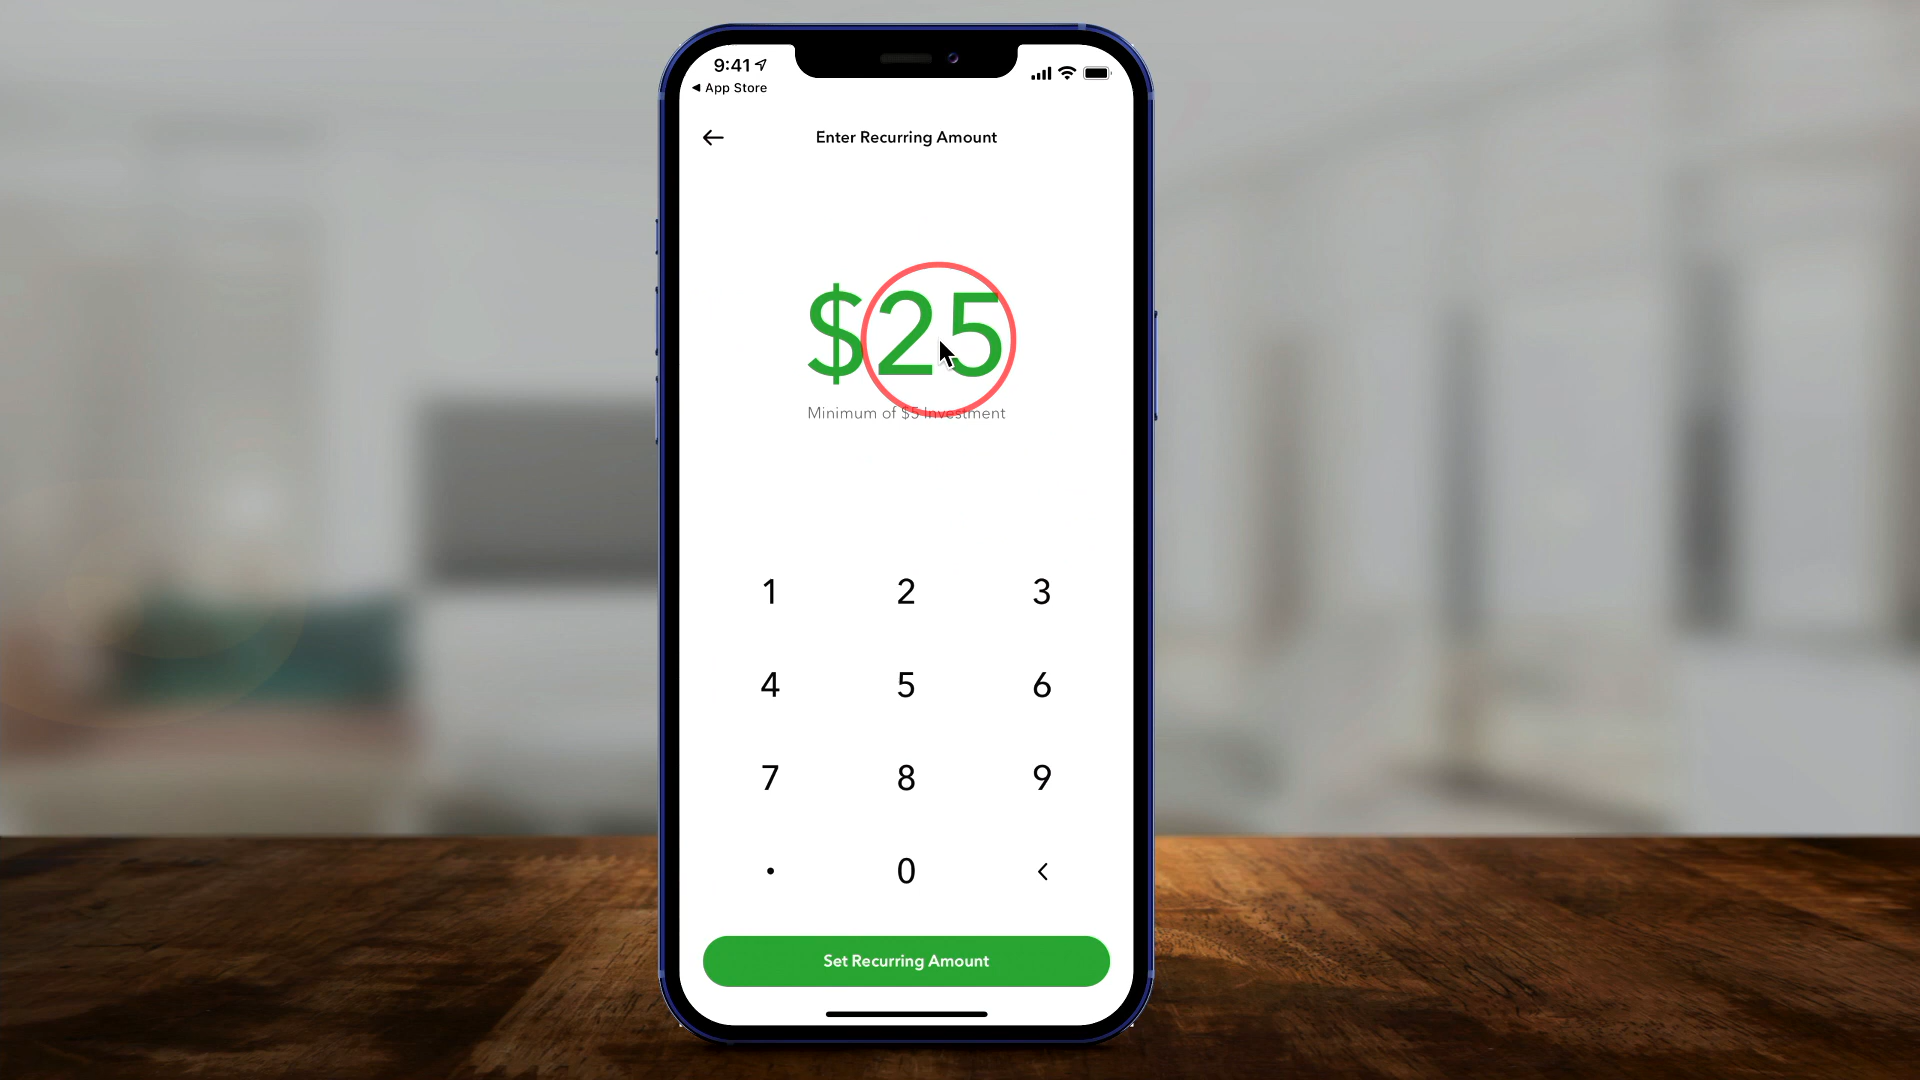 9:41
◀ App Store
Enter Recurring Amount
$25
Minimum of $5 Investment
1 2 3
4 5 6
7 8 9
. 0 <
Set Recurring Amount